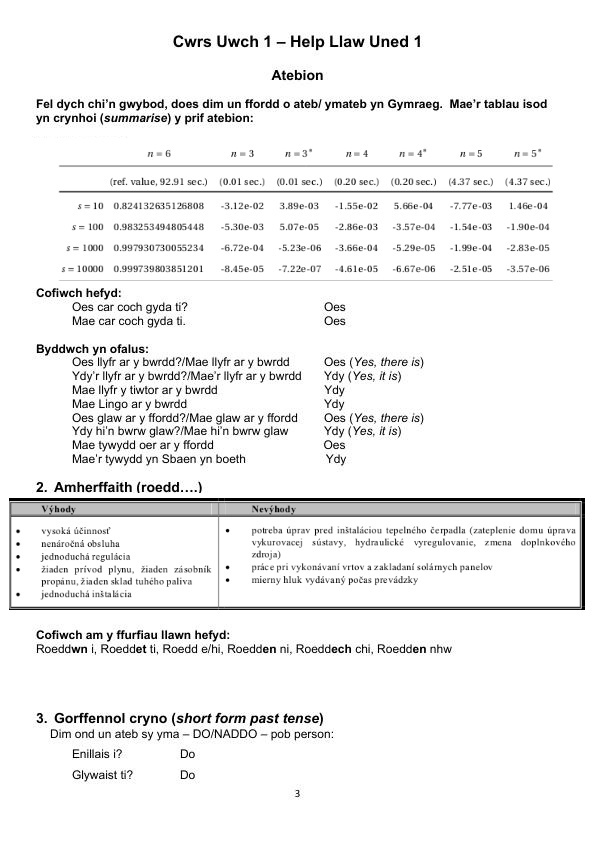 Cwrs Uwch 1 – Help Llaw Uned 1
Atebion
Fel dych chi'n gwybod, does dim un ffordd o ateb/ ymateb yn Gymraeg. Mae'r tablau isod
yn crynhoi (summarise) y prif atebion:
n = 6 n = 3 n = 3* n = 4 n = 4* n = 5 n = 5*
(ref. value, 92.91 sec.) (0.01 sec.) (0.01 sec.) (0.20 sec.) (0.20 sec.) (4.37 sec.) (4.37 sec.)
s = 10 0.824132635126808 -3.12e-02 3.89e-03 -1.55e-02 5.66e-04 -7.77e-03 1.46e-04
s = 100 0.983253494805448 -5.30e-03 5.07e-05 -2.86e-03 -3.57e-04 -1.54e-03 -1.90e-04
s = 1000 0.997930730055234 -6.72e-04 -5.23e-06 -3.66e-04 -5.29e-05 -1.99e-04 -2.83e-05
s = 10000 0.999739803851201 -8.45e-05 -7.22e-07 -4.61e-05 -6.67e-06 -2.51e-05 -3.57e-06
Cofiwch hefyd:
Oes car coch gyda ti? Oes
Mae car coch gyda ti. Oes
Byddwch yn ofalus:
Oes llyfr ar y bwrdd?/Mae llyfr ar y bwrdd Oes (Yes, there is)
Ydy'r llyfr ar y bwrdd?/Mae'r llyfr ar y bwrdd Ydy (Yes, it is)
Mae llyfr y tiwtor ar y bwrdd Ydy
Mae Lingo ar y bwrdd Ydy
Oes glaw ar y ffordd?/Mae glaw ar y ffordd Oes (Yes, there is)
Ydy hi'n bwrw glaw?/Mae hi'n bwrw glaw Ydy (Yes, it is)
Mae tywydd oer ar y ffordd Oes
Mae'r tywydd yn Sbaen yn boeth Ydy
2. Amherffaith (roedd….)
Výhody Nevýhody
• vysoká účinnosť
• nenáročná obsluha
• jednoduchá regulácia
• žiaden prívod plynu, žiaden zásobník
propánu, žiaden sklad tuhého paliva
• jednoduchá inštalácia
• potreba úprav pred inštaláciou tepelného čerpadla (zateplenie domu úprava
vykurovacej sústavy, hydraulické vyregulovanie, zmena doplnkového
zdroja)
• práce pri vykonávaní vrtov a zakladaní solárnych panelov
• mierny hluk vydávaný počas prevádzky
Cofiwch am y ffurfiau llawn hefyd:
Roeddwn i, Roeddet ti, Roedd e/hi, Roedden ni, Roeddech chi, Roedden nhw
3. Gorffennol cryno (short form past tense)
Dim ond un ateb sy yma – DO/NADDO – pob person:
Enillais i? Do
Glywaist ti? Do
3